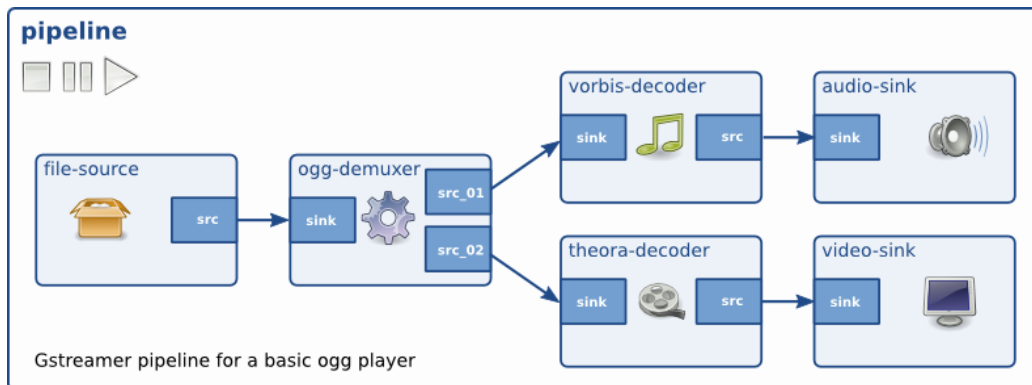 pipeline
file-source
src
ogg-demuxer
sink
src_01
src_02
vorbis-decoder
sink
src
audio-sink
sink
theora-decoder
sink
src
video-sink
sink
Gstreamer pipeline for a basic ogg player